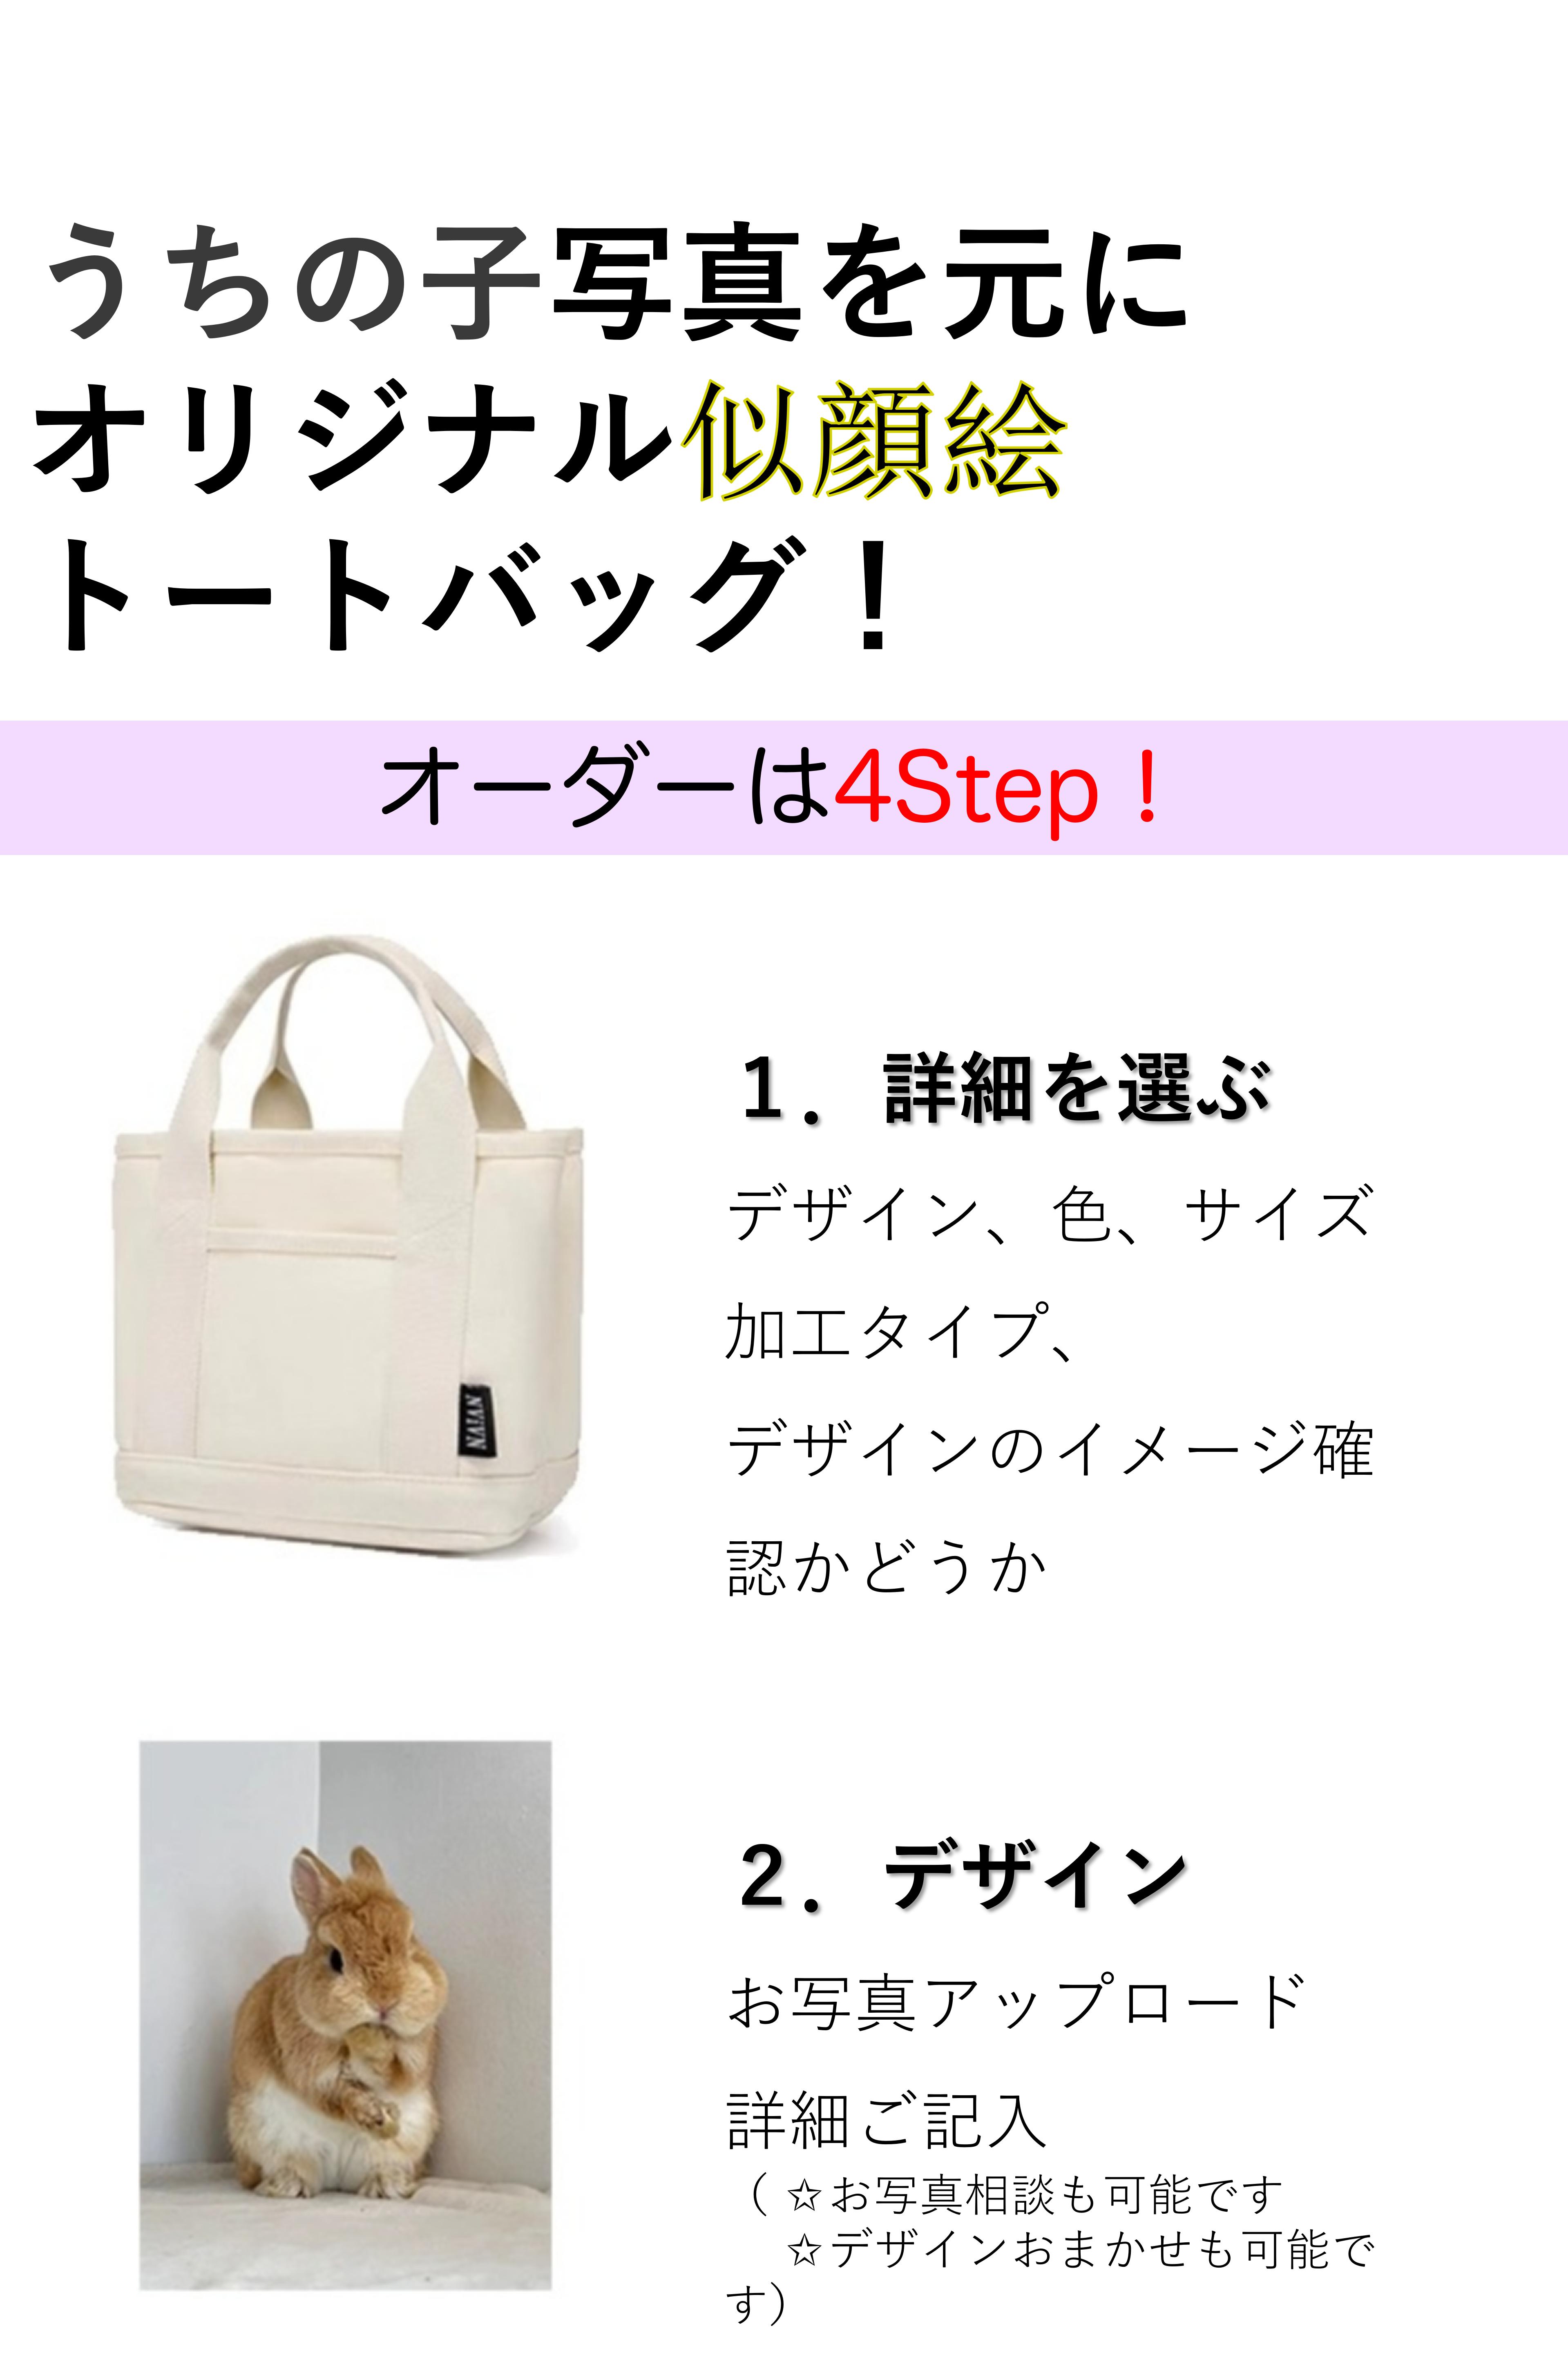 うちの子写真を元に
オリジナル似顔絵
トートバッグ！
オーダーは4Step！
NAIAN
１．詳細を選ぶ
デザイン、色、サイズ
加工タイプ、
デザインのイメージ確
認かどうか
２．デザイン
お写真アップロード
詳細ご記入
（ ☆お写真相談も可能です
☆デザインおまかせも可能で
す）